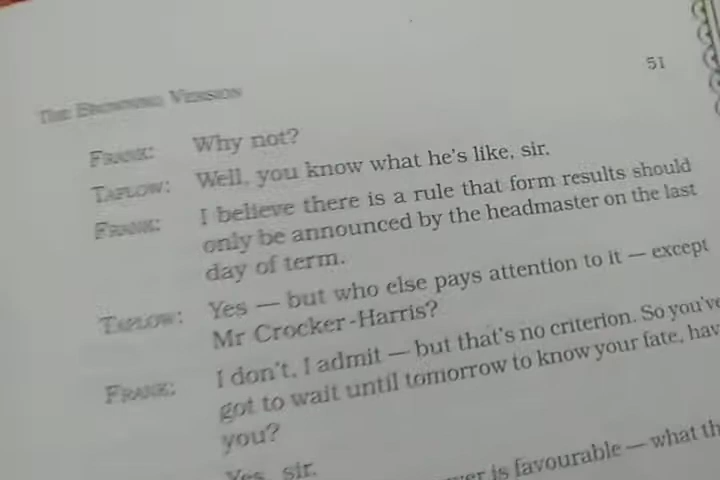 THE BROWNING VERSION 51
FRANK: Why not?
TAPLOW: Well, you know what he's like, sir.
FRANK: I believe there is a rule that form results should
only be announced by the headmaster on the last
day of term.
TAPLOW: Yes — but who else pays attention to it — except
Mr Crocker-Harris?
FRANK: I don't, I admit — but that's no criterion. So you've
got to wait until tomorrow to know your fate, hav
you?
Yes, sir.
is favourable — what th